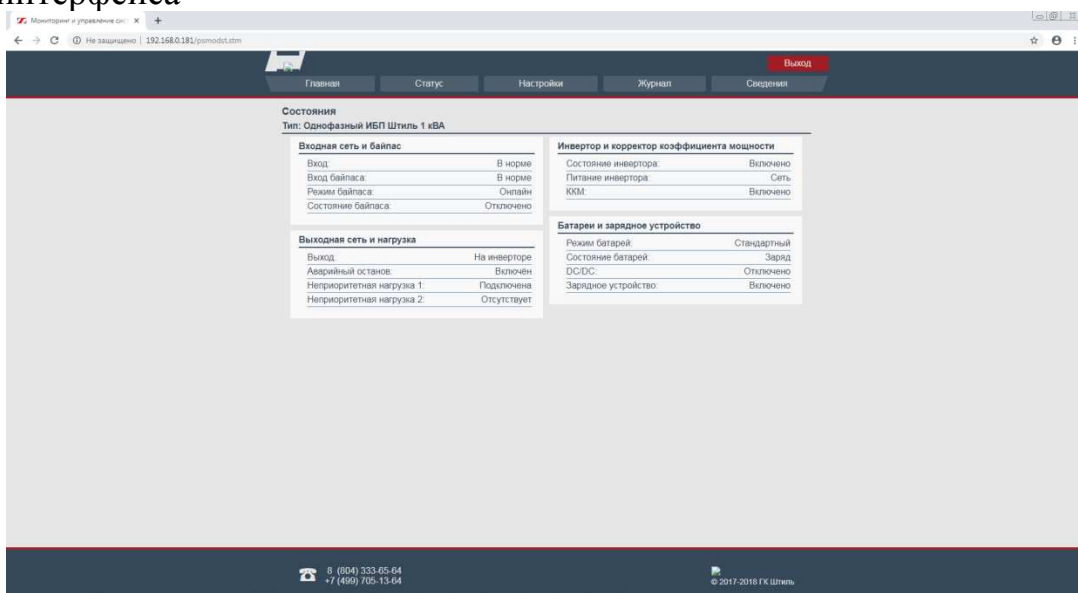 интерфейса
Мониторинг и управление сис
Не защищено | 192.168.0.181/psmodst.stm
Выход
Главная Статус Настройки Журнал Сведения
Состояния
Тип: Однофазный ИБП Штиль 1 кВА
Входная сеть и байпас
Вход: В норме
Вход байпаса: В норме
Режим байпаса: Онлайн
Состояние байпаса: Отключено
Выходная сеть и нагрузка
Выход: На инверторе
Аварийный останов: Включён
Неприоритетная нагрузка 1: Подключена
Неприоритетная нагрузка 2: Отсутствует
Инвертор и корректор коэффициента мощности
Состояние инвертора: Включено
Питание инвертора: Сеть
ККМ: Включено
Батареи и зарядное устройство
Режим батарей: Стандартный
Состояние батарей: Заряд
DC/DC: Отключено
Зарядное устройство: Включено
8 (804) 333-65-64
+7 (499) 705-13-64
© 2017-2018 ГК Штиль